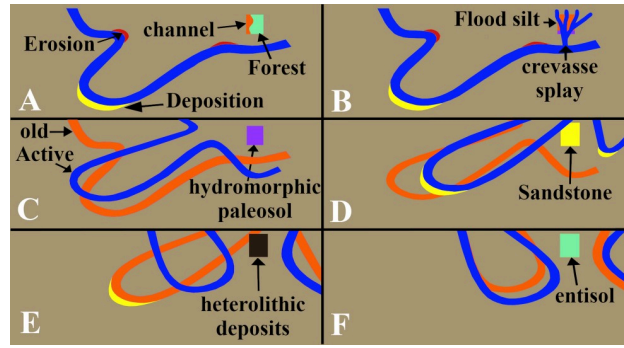 channel
Erosion
Forest
Deposition
A
Flood silt
crevasse
splay
B
old
Active
hydromorphic
paleosol
C
Sandstone
D
heterolithic
deposits
E
entisol
F